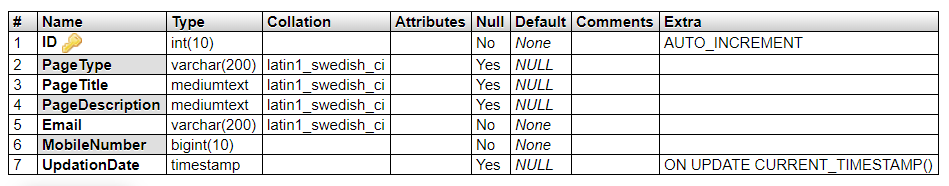 # Name Type Collation Attributes Null Default Comments Extra
1 ID int(10) No None AUTO_INCREMENT
2 PageType varchar(200) latin1_swedish_ci Yes NULL
3 PageTitle mediumtext latin1_swedish_ci Yes NULL
4 PageDescription mediumtext latin1_swedish_ci Yes NULL
5 Email varchar(200) latin1_swedish_ci No None
6 MobileNumber bigint(10) No None
7 UpdationDate timestamp Yes NULL ON UPDATE CURRENT_TIMESTAMP()